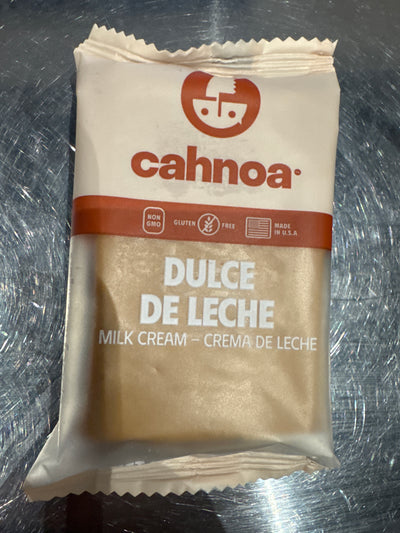 cahnoa
NON
GMO
GLUTEN FREE
MADE
IN U.S.A
DULCE
DE LECHE
MILK CREAM – CREMA DE LECHE